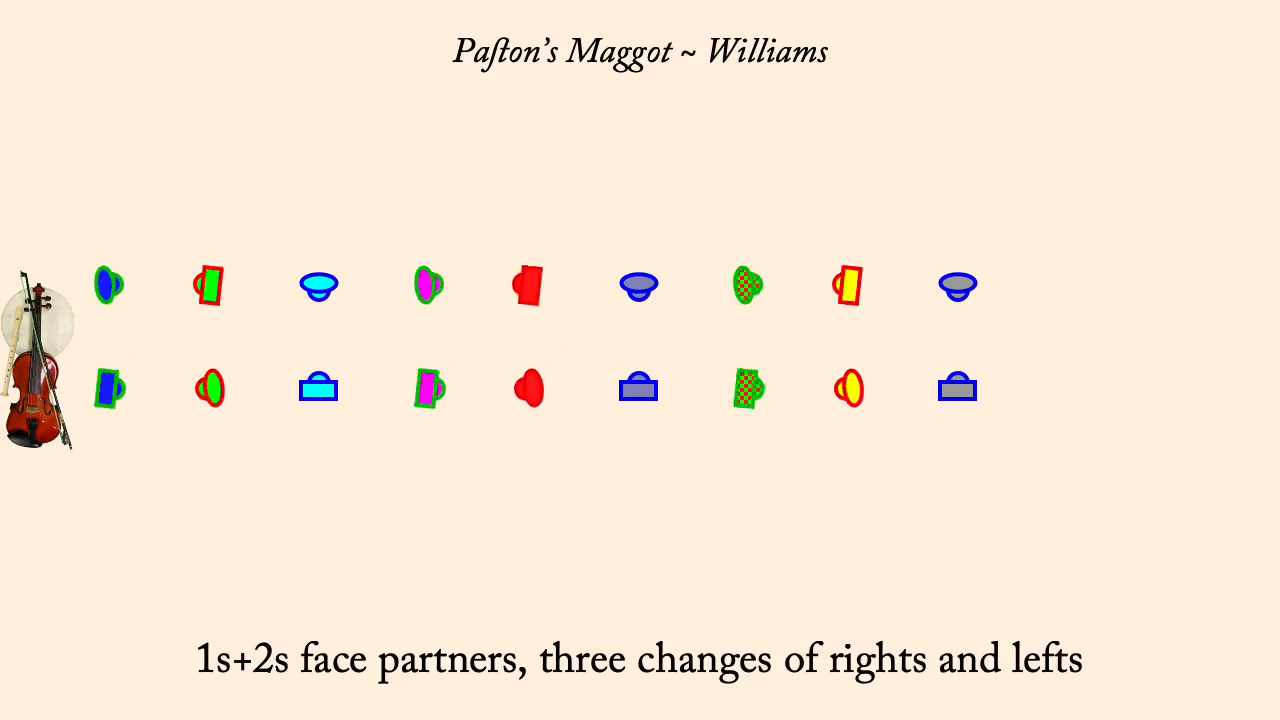 Paſton’s Maggot ~ Williams
1s+2s face partners, three changes of rights and lefts